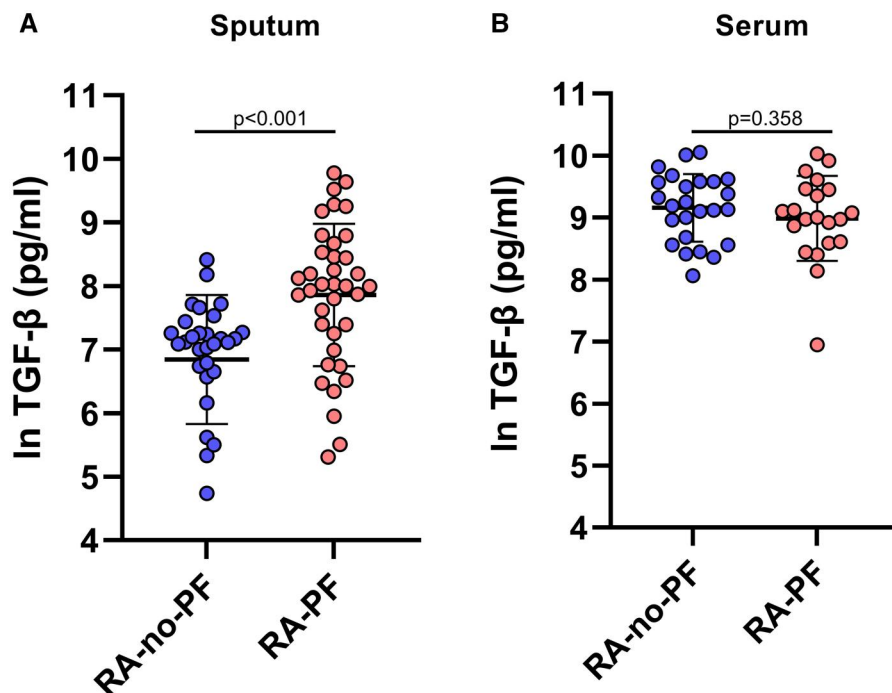 A
Sputum
11
10
9
8
7
6
5
4
ln TGF-β (pg/ml)
p<0.001
RA-no-PF
RA-PF
B
Serum
11
10
9
8
7
6
5
4
ln TGF-β (pg/ml)
p=0.358
RA-no-PF
RA-PF